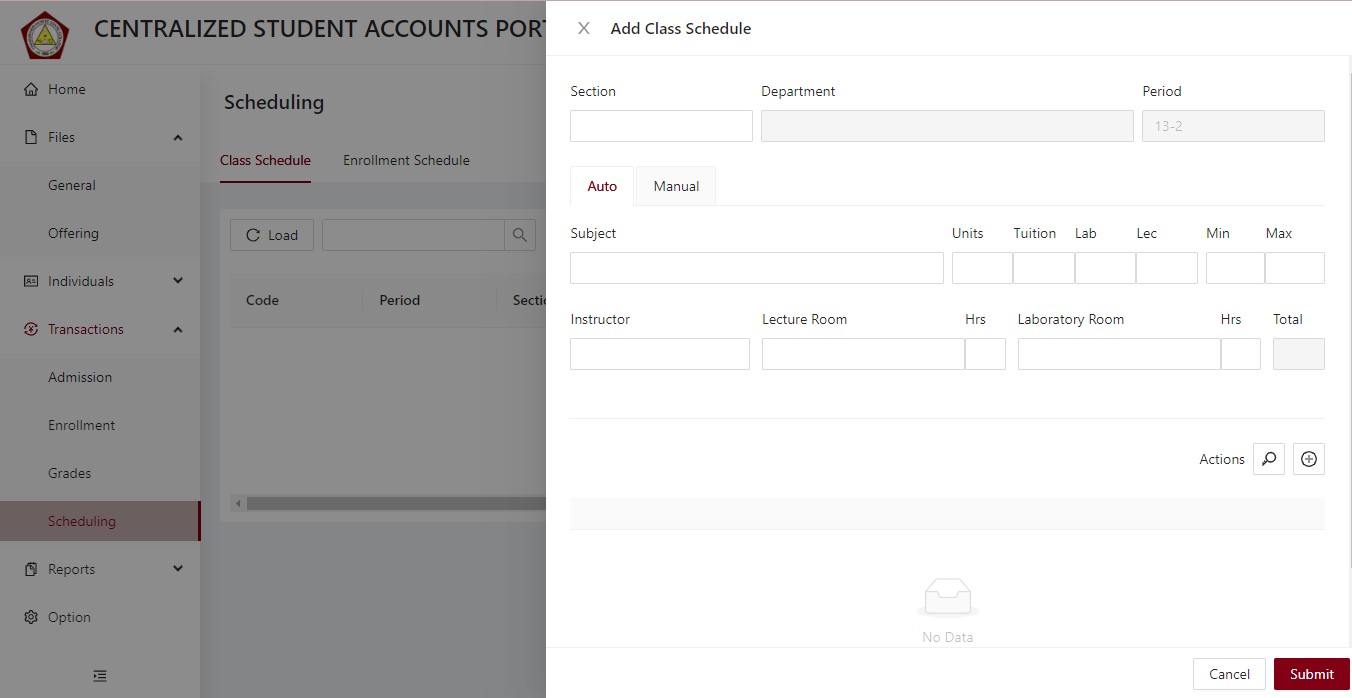 CENTRALIZED STUDENT ACCOUNTS PORT
Home
Files
General
Offering
Individuals
Transactions
Admission
Enrollment
Grades
Scheduling
Reports
Option
Scheduling
Class Schedule Enrollment Schedule
Load
Code Period Sectio
Add Class Schedule
Section Department Period
13-2
Auto Manual
Subject Units Tuition Lab Lec Min Max
Instructor Lecture Room Hrs Laboratory Room Hrs Total
Actions
No Data
Cancel Submit